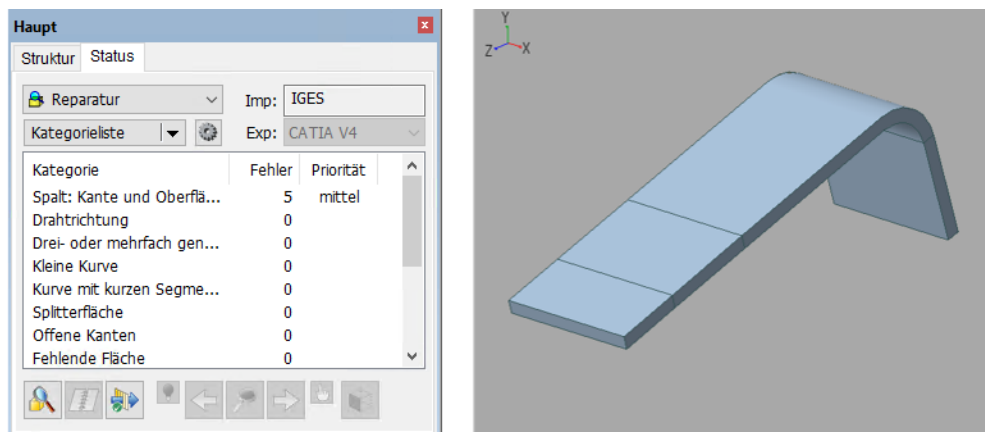 Haupt
Struktur Status
Reparatur Imp: IGES
Kategorieliste Exp: CATIA V4
Kategorie Fehler Priorität
Spalt: Kante und Oberflä... 5 mittel
Drahtrichtung 0
Drei- oder mehrfach gen... 0
Kleine Kurve 0
Kurve mit kurzen Segme... 0
Splitterfläche 0
Offene Kanten 0
Fehlende Fläche 0
Y
Z X